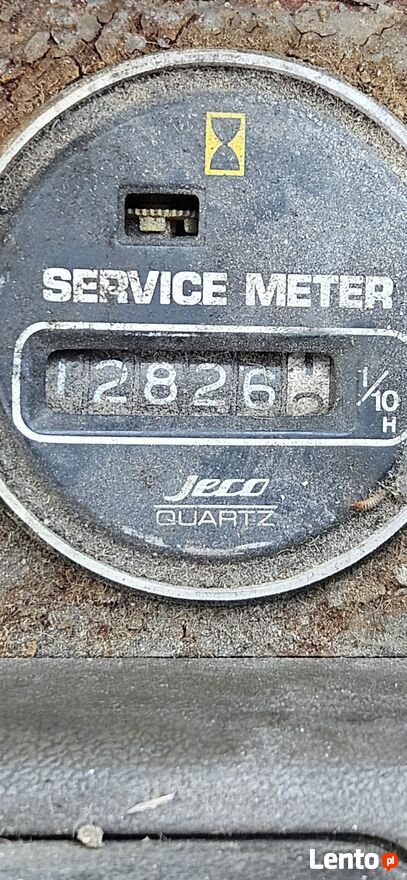 SERVICE METER
12826
1/10
H
Jeco
QUARTZ
Lento.pl